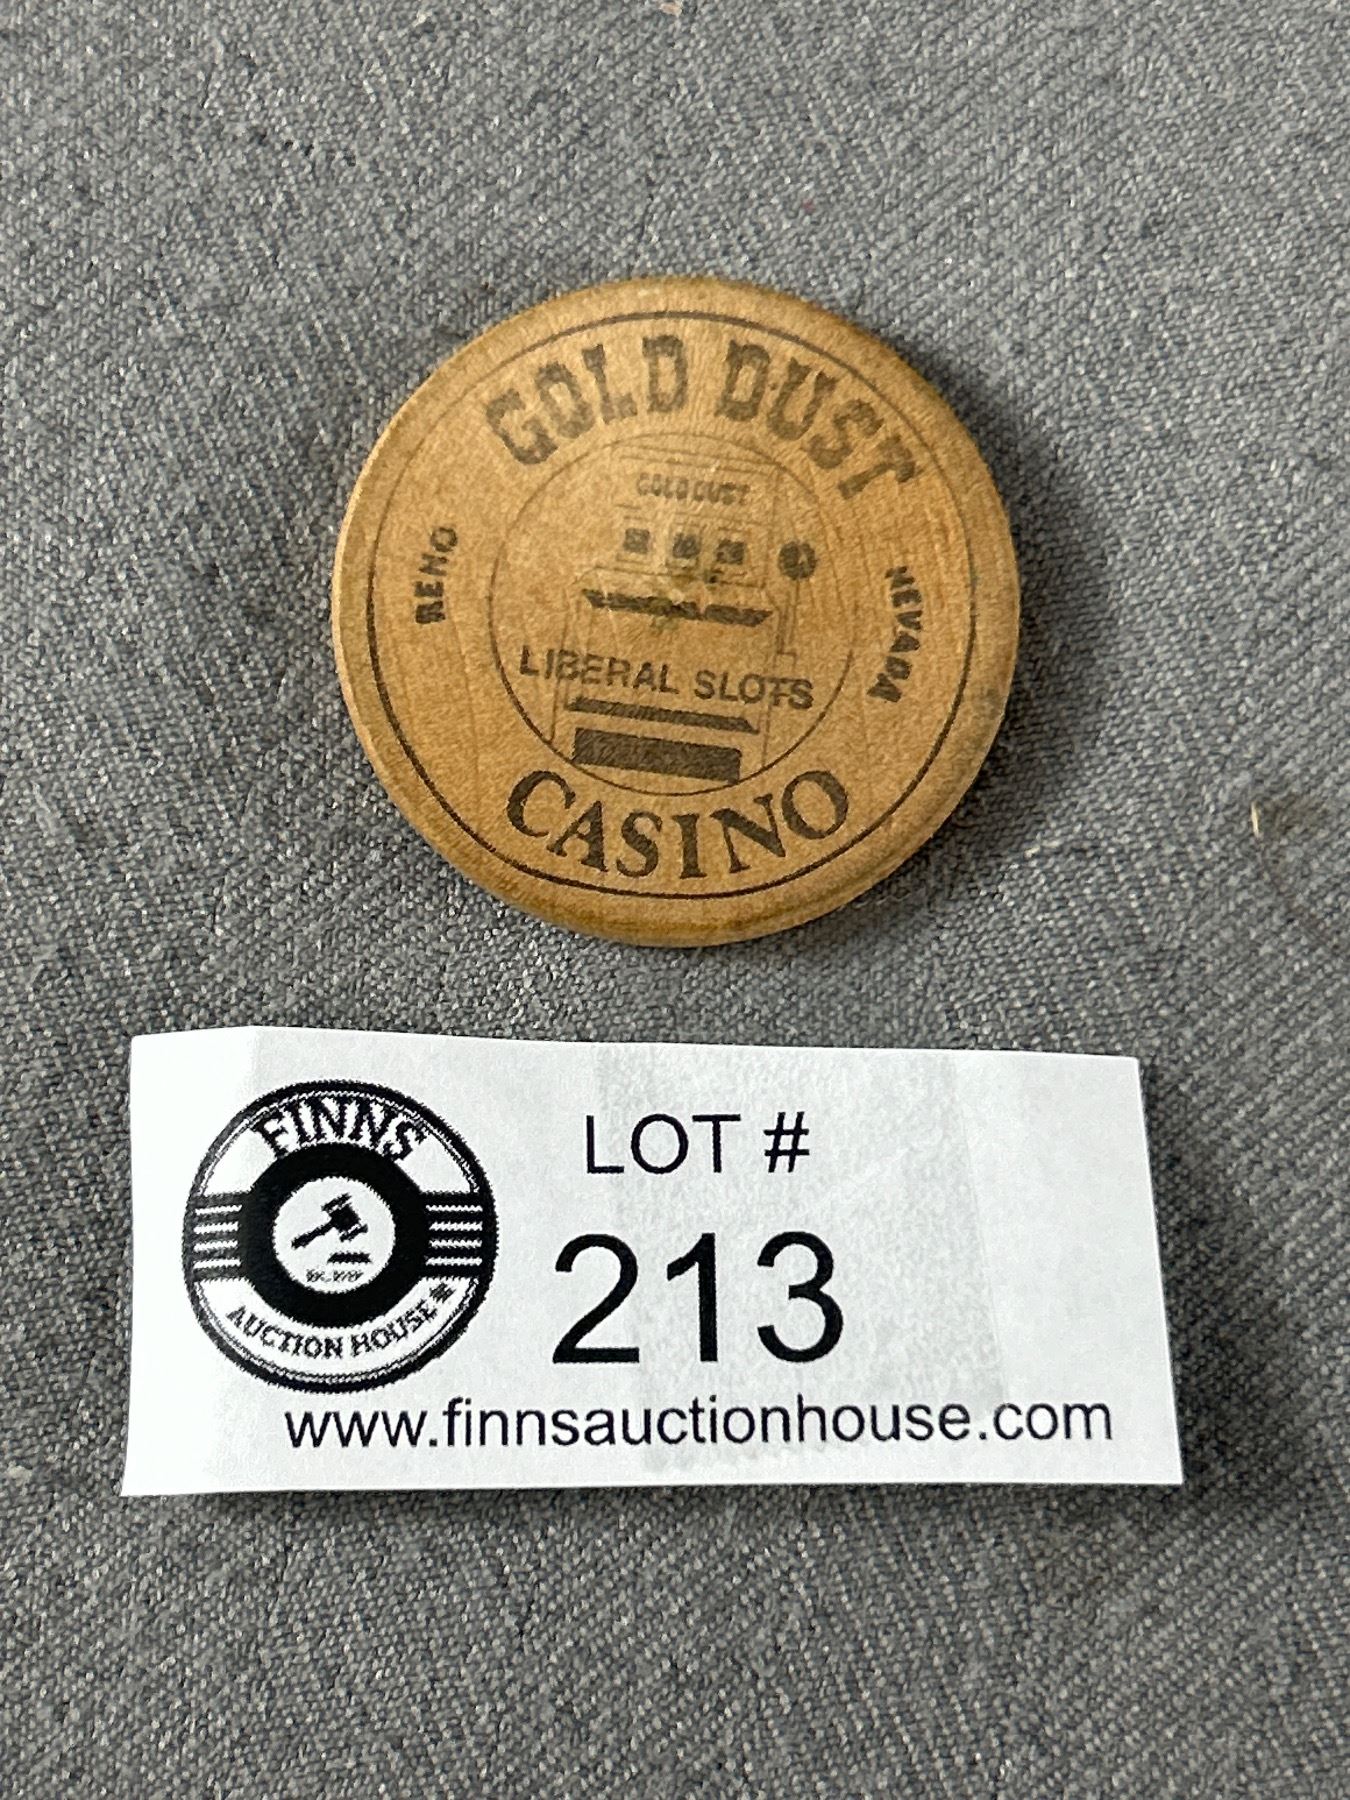 GOLD DUST
GOLD DUST
RENO
NEVADA
LIBERAL SLOTS
CASINO
FINNS
AUCTION HOUSE
LOT #
213
www.finnsauctionhouse.com